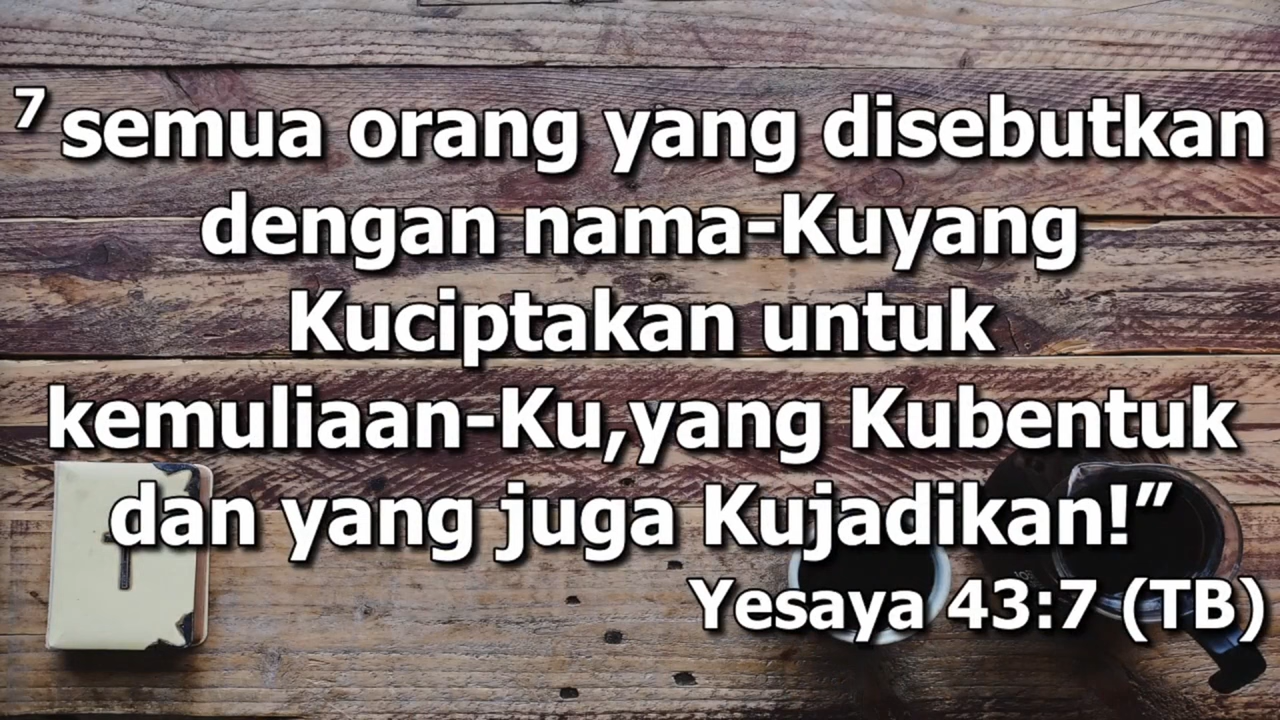 7 semua orang yang disebutkan
dengan nama-Kuyang
Kuciptakan untuk
kemuliaan-Ku,yang Kubentuk
dan yang juga Kujadikan!”
Yesaya 43:7 (TB)